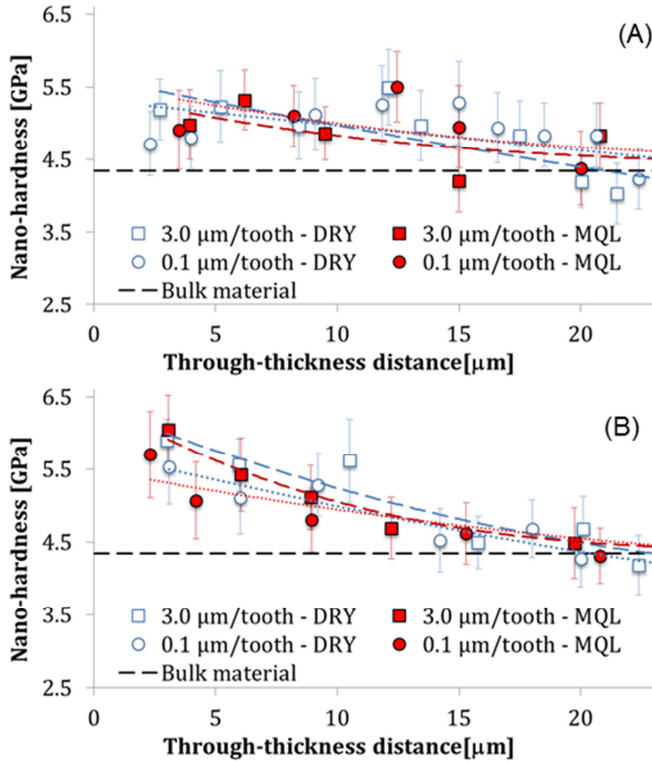 (A)
Nano-hardness [GPa]
6.5
5.5
4.5
3.5
2.5
3.0 μm/tooth - DRY 3.0 μm/tooth - MQL
0.1 μm/tooth - DRY 0.1 μm/tooth - MQL
Bulk material
0 5 10 15 20
Through-thickness distance[μm]
(B)
Nano-hardness [GPa]
6.5
5.5
4.5
3.5
2.5
3.0 μm/tooth - DRY 3.0 μm/tooth - MQL
0.1 μm/tooth - DRY 0.1 μm/tooth - MQL
Bulk material
0 5 10 15 20
Through-thickness distance[μm]